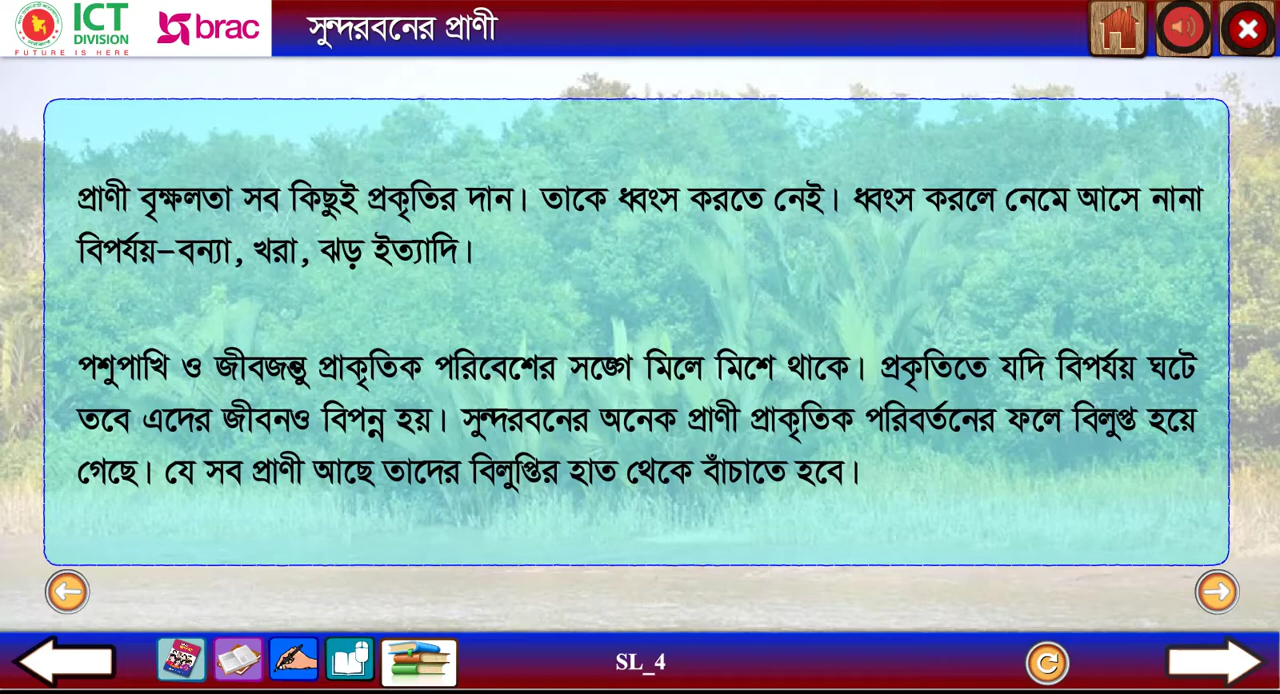 ICT
DIVISION
FUTURE IS HERE
brac
সুন্দরবনের প্রাণী
প্রাণী বৃক্ষলতা সব কিছুই প্রকৃতির দান। তাকে ধ্বংস করতে নেই। ধ্বংস করলে নেমে আসে নানা
বিপর্যয়–বন্যা, খরা, ঝড় ইত্যাদি।
পশুপাখি ও জীবজন্তু প্রাকৃতিক পরিবেশের সঙ্গে মিলে মিশে থাকে। প্রকৃতিতে যদি বিপর্যয় ঘটে
তবে এদের জীবনও বিপন্ন হয়। সুন্দরবনের অনেক প্রাণী প্রাকৃতিক পরিবর্তনের ফলে বিলুপ্ত হয়ে
গেছে। যে সব প্রাণী আছে তাদের বিলুপ্তির হাত থেকে বাঁচাতে হবে।
SL_4